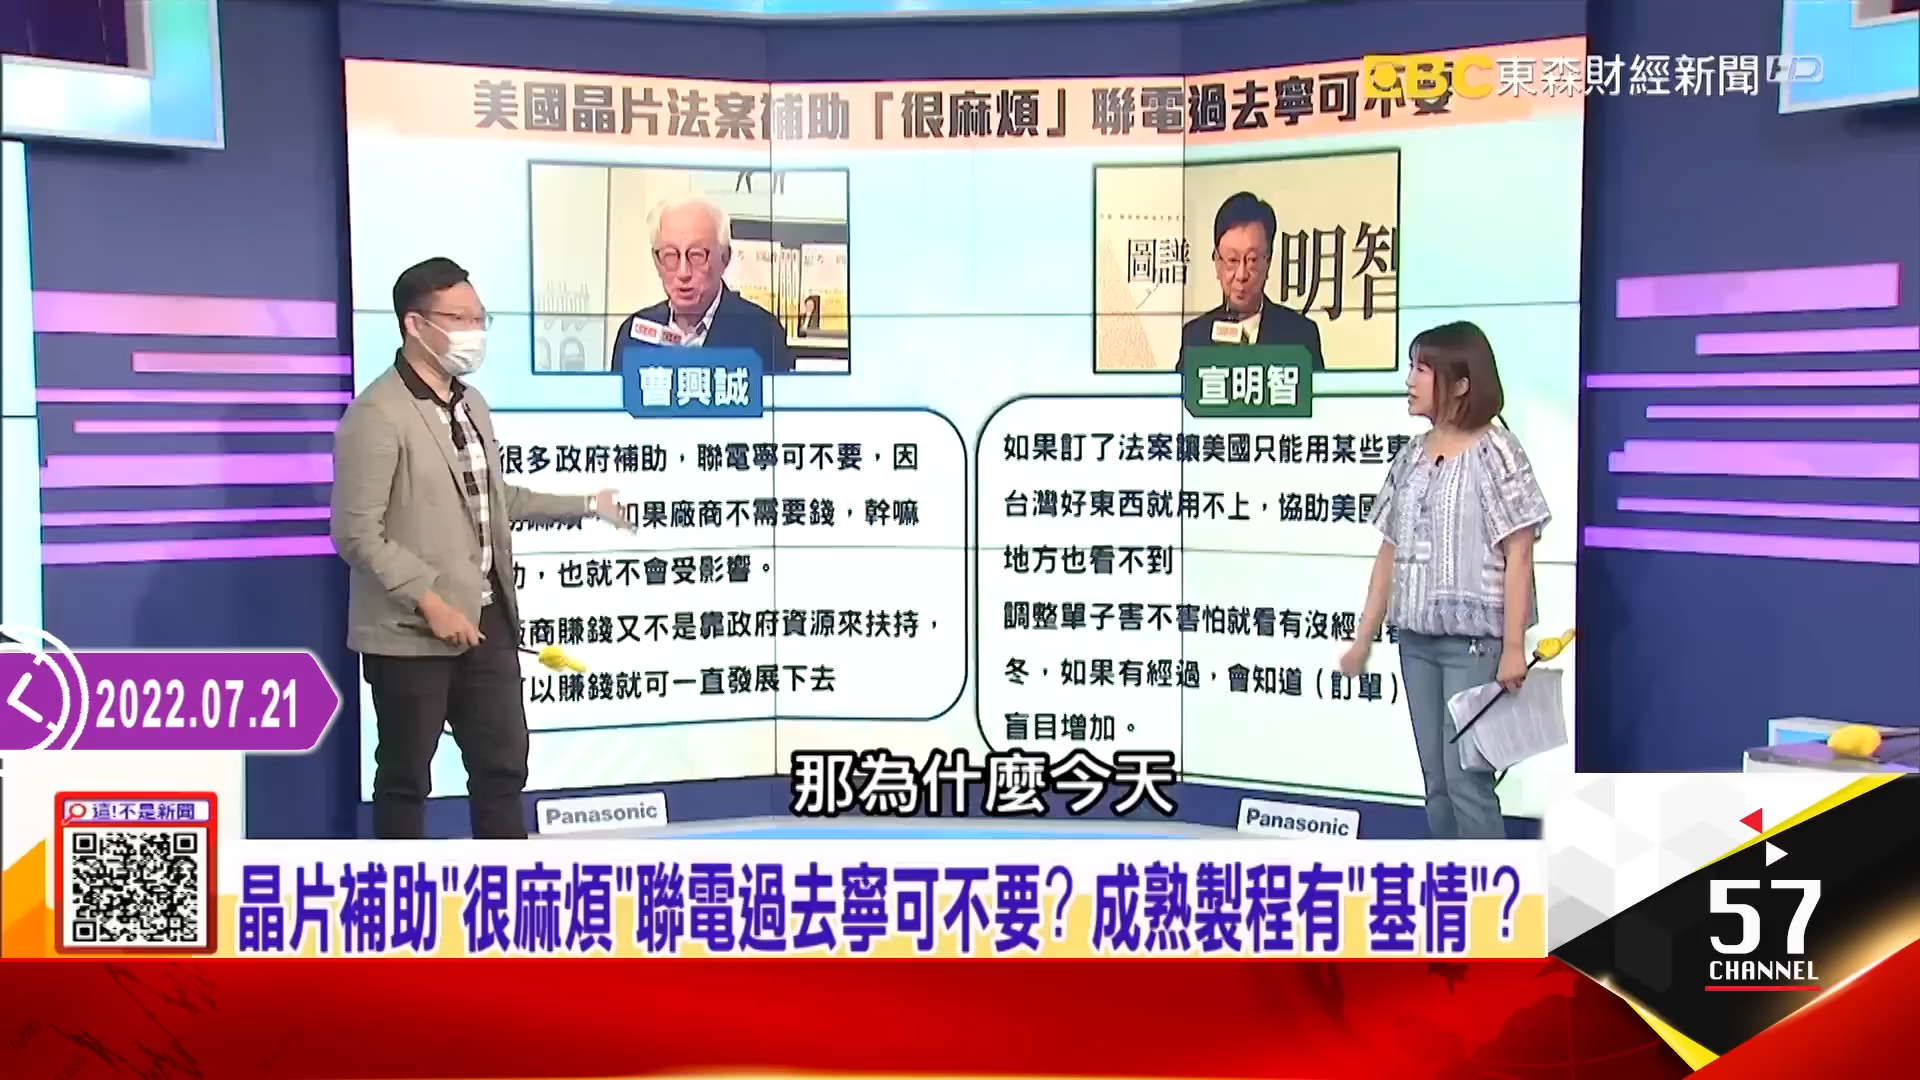 美國晶片法案補助「很麻煩」聯電過去寧可不要
EBC東森財經新聞HD
圖譜
明智
曹興誠
宣明智
很多政府補助，聯電寧可不要，因
如果廠商不需要錢，幹嘛
，也就不會受影響。
商賺錢又不是靠政府資源來扶持，
以賺錢就可一直發展下去
如果訂了法案讓美國只能用某些東
台灣好東西就用不上，協助美國
地方也看不到
調整單子害不害怕就看有沒經過
冬，如果有經過，會知道（訂單）
盲目增加。
2022.07.21
那為什麼今天
Panasonic
Panasonic
這!不是新聞
晶片補助"很麻煩"聯電過去寧可不要? 成熟製程有"基情"?
57
CHANNEL